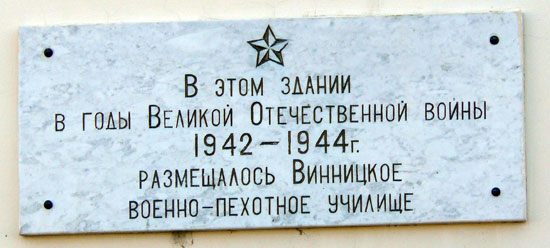 В ЭТОМ ЗДАНИИ
В ГОДЫ ВЕЛИКОЙ ОТЕЧЕСТВЕННОЙ ВОЙНЫ
1942–1944г.
РАЗМЕЩАЛОСЬ ВИННИЦКОЕ
ВОЕННО-ПЕХОТНОЕ УЧИЛИЩЕ